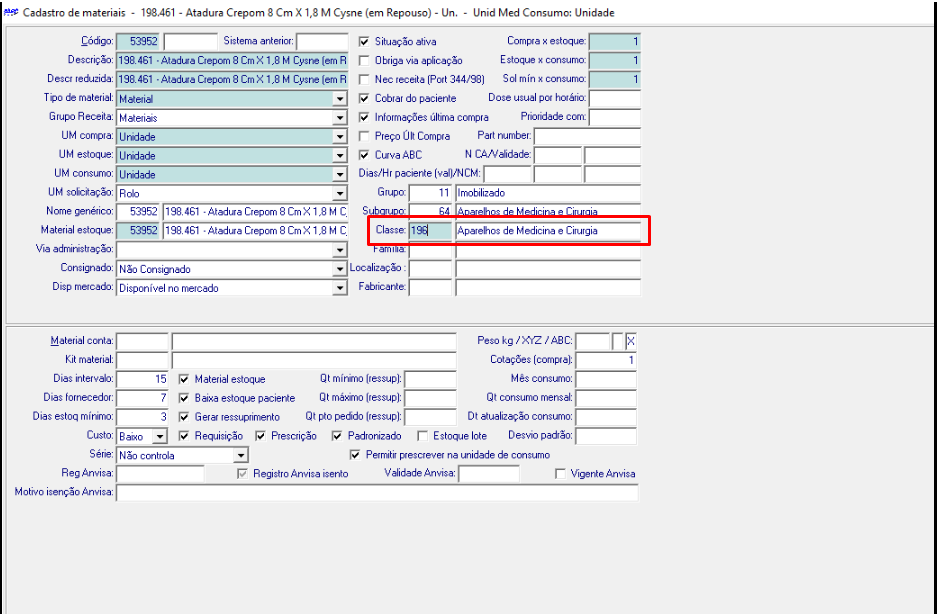 Cadastro de materiais - 198.461 - Atadura Crepom 8 Cm X 1,8 M Cysne (em Repouso) - Un. - Unid Med Consumo: Unidade
Código: 53952 Sistema anterior: Situação ativa Compra x estoque: 1
Descrição: 198.461 - Atadura Crepom 8 Cm X 1,8 M Cysne (em R Obriga via aplicação Estoque x consumo: 1
Descr reduzida: 198.461 - Atadura Crepom 8 Cm X 1,8 M Cysne (em R Nec receita (Port 344/98) Sol mín x consumo: 1
Tipo de material: Material Cobrar do paciente Dose usual por horário:
Grupo Receita: Materiais Informações última compra Prioridade com:
UM compra: Unidade Preço Últ Compra Part number:
UM estoque: Unidade Curva ABC N CA/Validade:
UM consumo: Unidade Dias/Hr paciente (val)/NCM:
UM solicitação: Rolo Grupo: 11 Imobilizado
Nome genérico: 53952 198.461 - Atadura Crepom 8 Cm X 1,8 M C Subgrupo: 64 Aparelhos de Medicina e Cirurgia
Material estoque: 53952 198.461 - Atadura Crepom 8 Cm X 1,8 M C Classe: 196 Aparelhos de Medicina e Cirurgia
Via administração: Família:
Consignado: Não Consignado Localização :
Disp mercado: Disponível no mercado Fabricante:
Material conta: Peso kg / XYZ / ABC: X
Kit material: Cotações (compra): 1
Dias intervalo: 15 Material estoque Qt mínimo (ressup): Mês consumo:
Dias fornecedor: 7 Baixa estoque paciente Qt máximo (ressup): Qt consumo mensal:
Dias estoq mínimo: 3 Gerar ressuprimento Qt pto pedido (ressup): Dt atualização consumo:
Custo: Baixo Requisição Prescrição Padronizado Estoque lote Desvio padrão:
Série: Não controla Permitir prescrever na unidade de consumo
Reg Anvisa: Registro Anvisa isento Validade Anvisa: Vigente Anvisa
Motivo isenção Anvisa: